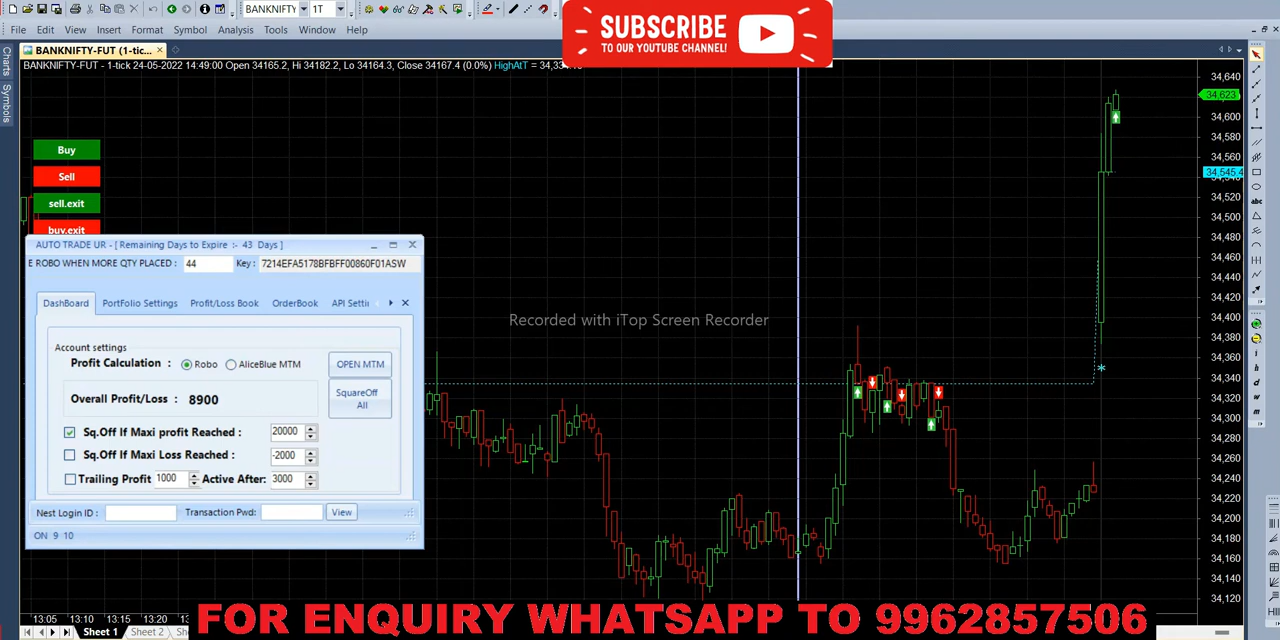 BANKNIFTY
1T
SUBSCRIBE
TO OUR YOUTUBE CHANNEL!
File Edit View Insert Format Symbol Analysis Tools Window Help
BANKNIFTY-FUT (1-tic...
BANKNIFTY-FUT - 1-tick 24-05-2022 14:49:00 Open 34165.2, Hi 34182.2, Lo 34164.3, Close 34167.4 (0.0%) HighAtT = 34,334.10
Charts
Symbols
34,640
34,623
34,600
34,560
34,545.4
34,520
34,500
34,480
34,460
34,440
34,420
34,400
34,380
34,360
34,340
34,320
34,300
34,280
34,260
34,240
34,220
34,200
34,180
34,160
34,140
34,120
Buy
Sell
sell.exit
buy.exit
AUTO TRADE UR - [ Remaining Days to Expire :- 43 Days ]
E ROBO WHEN MORE QTY PLACED : 44 Key : 7214EFA5178BFBFF00860F01ASW
DashBoard PortFolio Settings Profit/Loss Book OrderBook API Setti
Account settings
Profit Calculation : Robo AliceBlue MTM OPEN MTM
Overall Profit/Loss : 8900 SquareOff All
Sq.Off If Maxi profit Reached : 20000
Sq.Off If Maxi Loss Reached : -2000
Trailing Profit 1000 Active After: 3000
Nest Login ID : Transaction Pwd: View
ON 9 10
Recorded with iTop Screen Recorder
13:05 13:10 13:15 13:20
Sheet 1 Sheet 2
FOR ENQUIRY WHATSAPP TO 9962857506